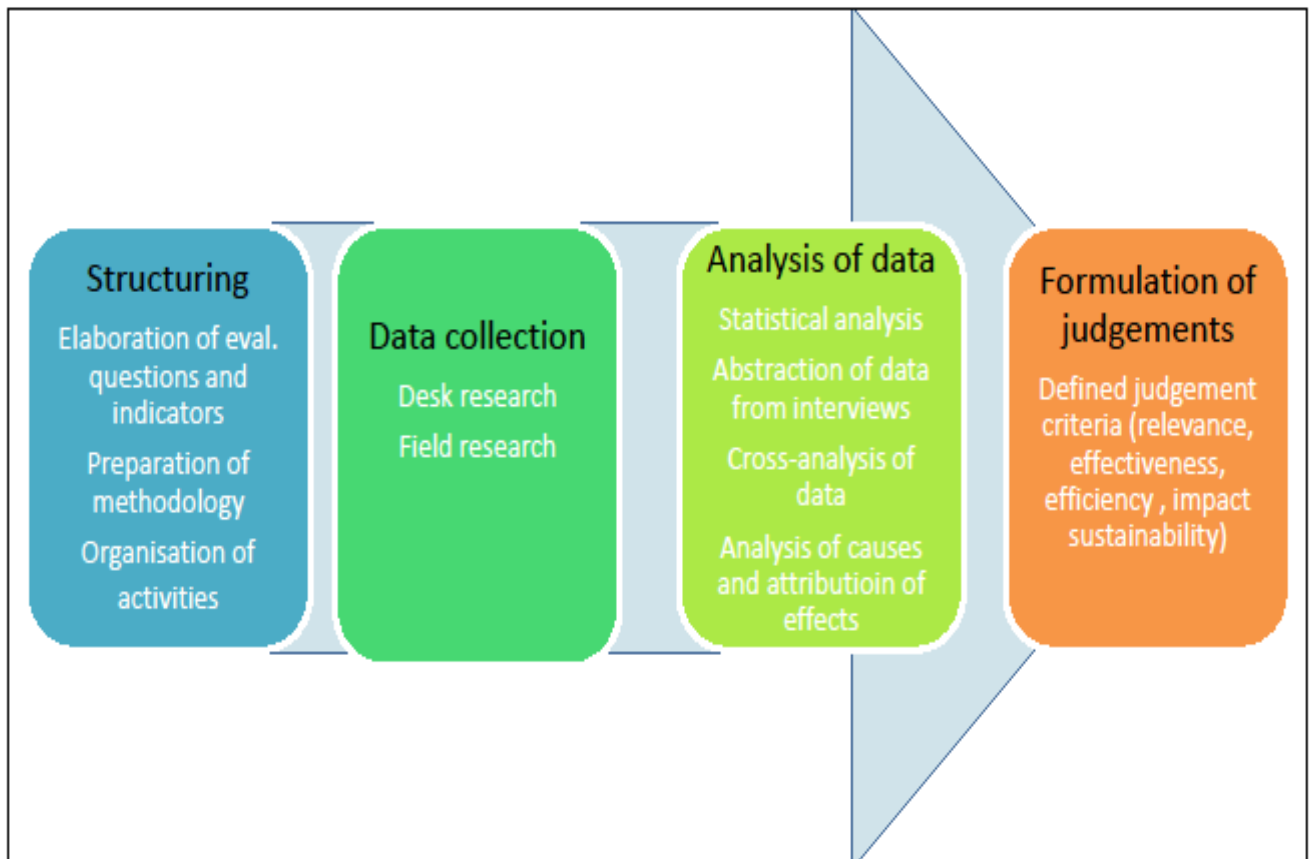 Structuring
Elaboration of eval.
questions and
indicators
Preparation of
methodology
Organisation of
activities
Data collection
Desk research
Field research
Analysis of data
Statistical analysis
Abstraction of data
from interviews
Cross-analysis of
data
Analysis of causes
and attributioin of
effects
Formulation of
judgements
Defined judgement
criteria (relevance,
effectiveness,
efficiency , impact
sustainability)